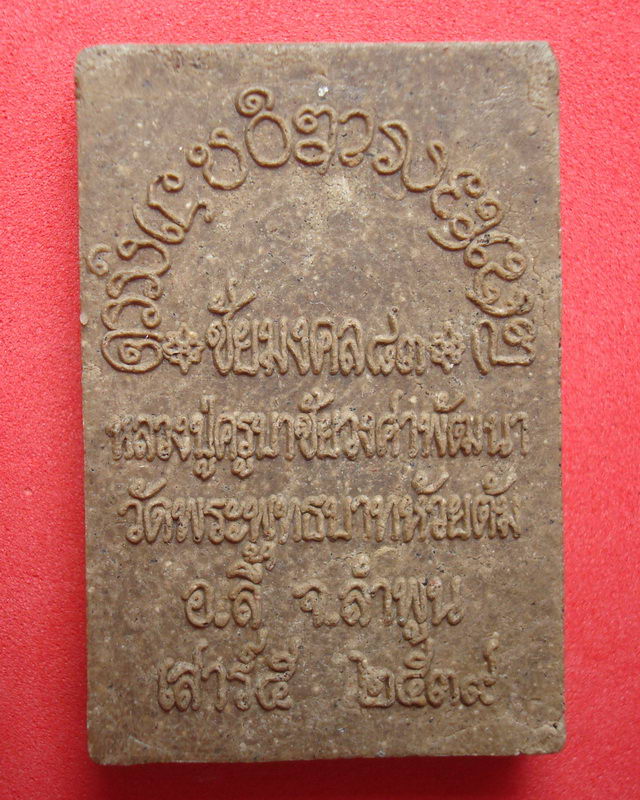 ❋ ชัยมงคล ๘๓ ❋
หลวงปู่ครูบาชัยวงศาพัฒนา
วัดพระพุทธบาทห้วยต้ม
อ.ลี้ จ.ลำพูน
เสาร์๕ ๒๕๓๙